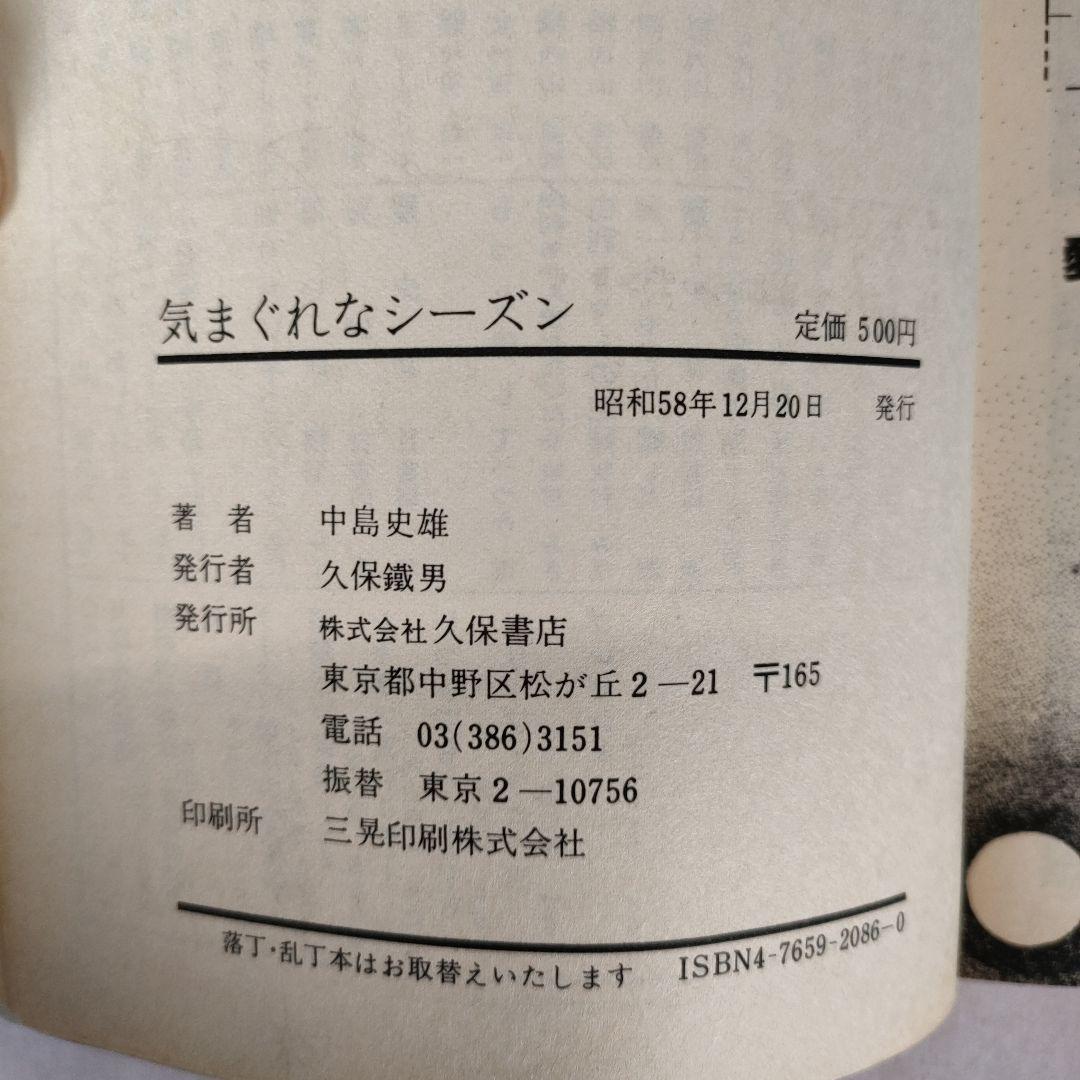 気まぐれなシーズン 定価 500円
昭和58年12月20日 発行
著者 中島史雄
発行者 久保鐵男
発行所 株式会社久保書店
東京都中野区松が丘2—21 〒165
電話 03(386)3151
振替 東京2—10756
印刷所 三晃印刷株式会社
落丁・乱丁本はお取替えいたします ISBN4-7659-2086-0